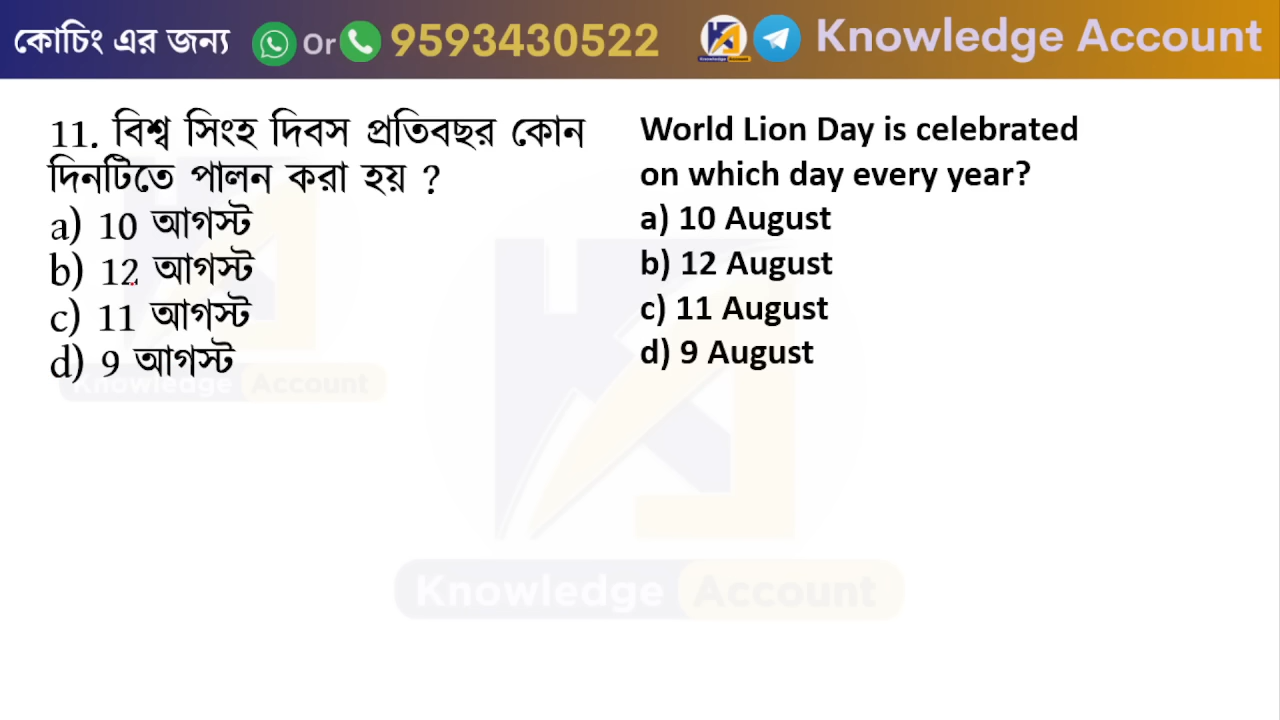 কোচিং এর জন্য Or 9593430522 Knowledge Account
11. বিশ্ব সিংহ দিবস প্রতিবছর কোন
দিনটিতে পালন করা হয় ?
a) 10 আগস্ট
b) 12 আগস্ট
c) 11 আগস্ট
d) 9 আগস্ট
World Lion Day is celebrated
on which day every year?
a) 10 August
b) 12 August
c) 11 August
d) 9 August
Knowledge Account
Knowledge Account